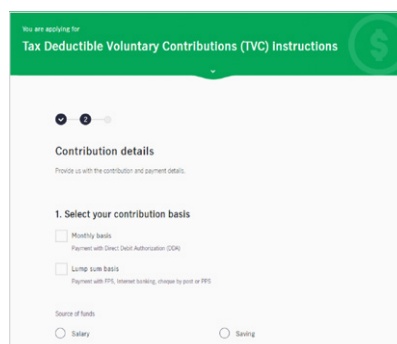 You are applying for
Tax Deductible Voluntary Contributions (TVC) Instructions
$
2
Contribution details
Provide us with the contribution and payment details.
1. Select your contribution basis
Monthly basis
Payment with Direct Debit Authorization (DDA)
Lump sum basis
Payment with FPS, Internet banking, cheque by post or PPS
Source of funds
Salary
Saving